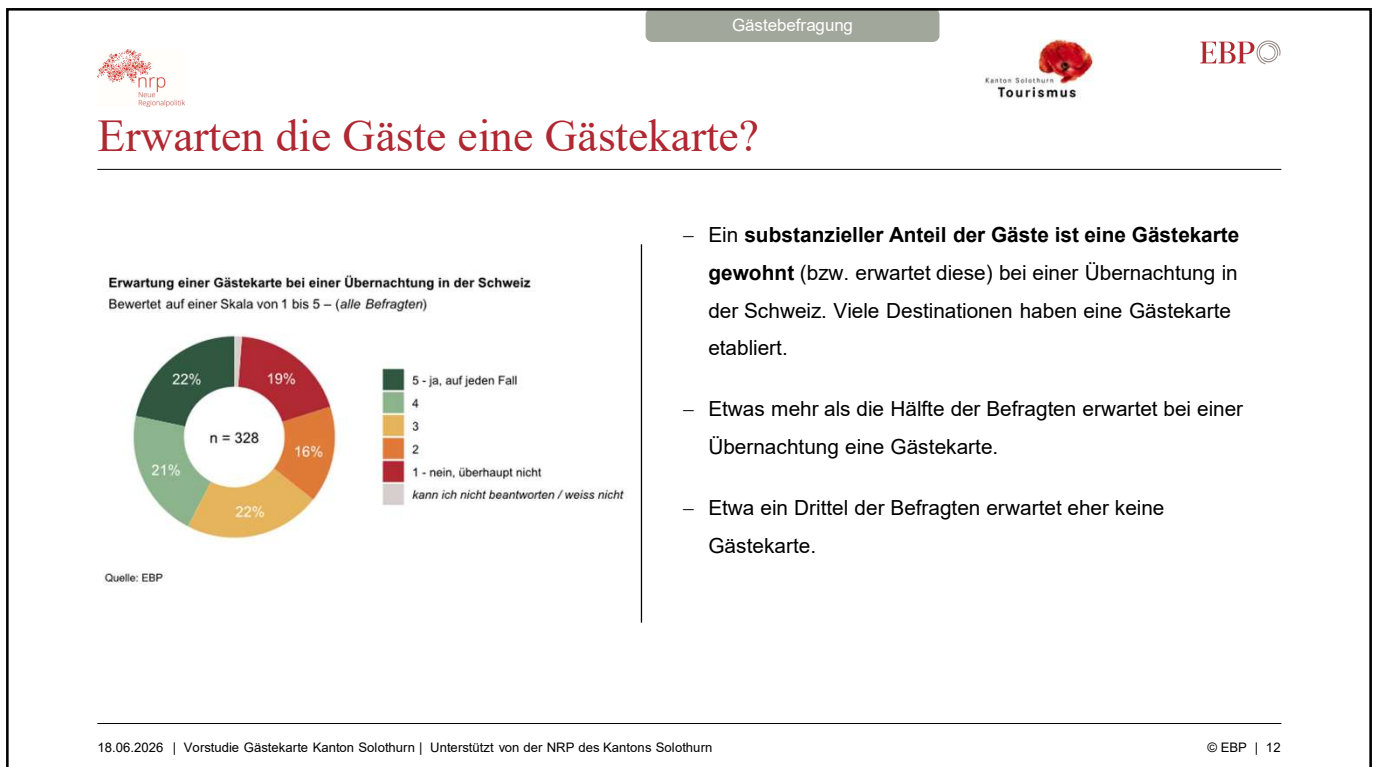 Gästebefragung
nrp
Neue
Regionalpolitik
Kanton Solothurn
Tourismus
EBP
Erwarten die Gäste eine Gästekarte?
Erwartung einer Gästekarte bei einer Übernachtung in der Schweiz
Bewertet auf einer Skala von 1 bis 5 – (alle Befragten)
22%
19%
n = 328
21%
16%
22%
5 - ja, auf jeden Fall
4
3
2
1 - nein, überhaupt nicht
kann ich nicht beantworten / weiss nicht
Quelle: EBP
– Ein substanzieller Anteil der Gäste ist eine Gästekarte
gewohnt (bzw. erwartet diese) bei einer Übernachtung in
der Schweiz. Viele Destinationen haben eine Gästekarte
etabliert.
– Etwas mehr als die Hälfte der Befragten erwartet bei einer
Übernachtung eine Gästekarte.
– Etwa ein Drittel der Befragten erwartet eher keine
Gästekarte.
18.06.2026 | Vorstudie Gästekarte Kanton Solothurn | Unterstützt von der NRP des Kantons Solothurn
© EBP | 12